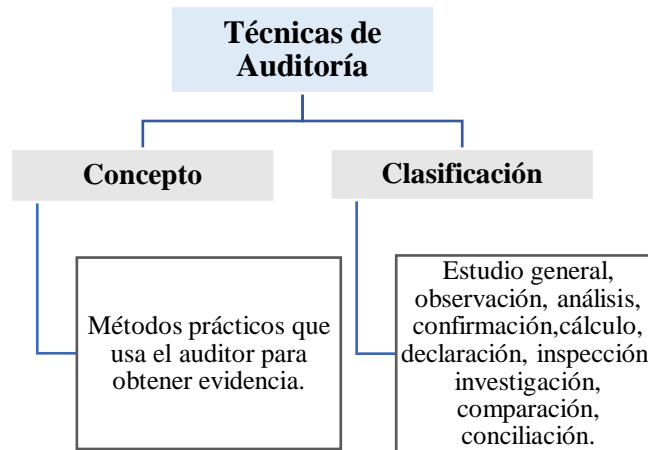 Técnicas de
Auditoría
Concepto
Clasificación
Métodos prácticos que
usa el auditor para
obtener evidencia.
Estudio general,
observación, análisis,
confirmación,cálculo,
declaración, inspección
investigación,
comparación,
conciliación.